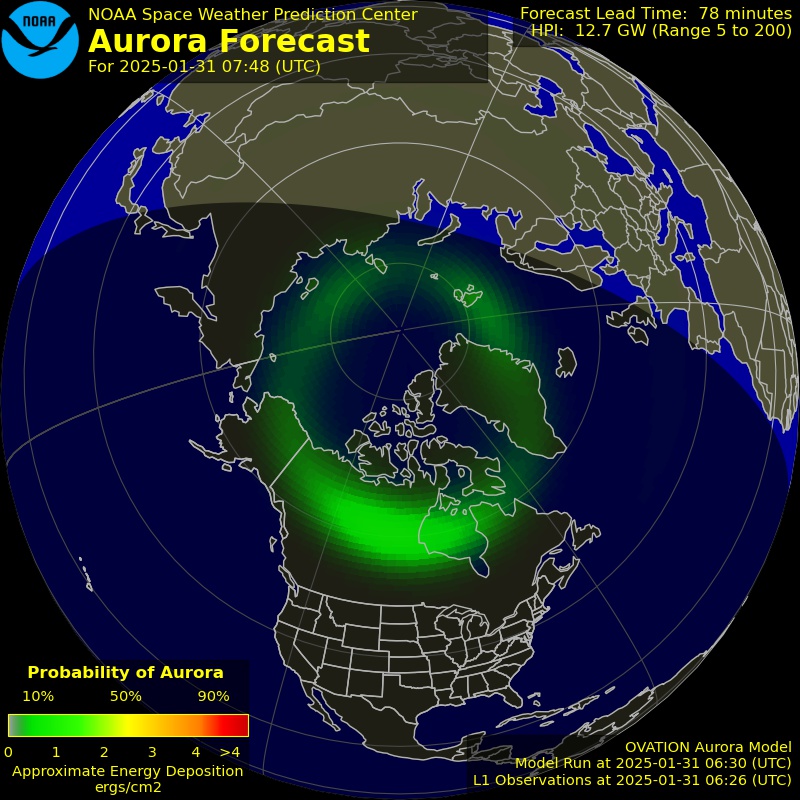 NOAA
NOAA Space Weather Prediction Center
Aurora Forecast
For 2025-01-31 07:48 (UTC)
Forecast Lead Time: 78 minutes
HPI: 12.7 GW (Range 5 to 200)
Probability of Aurora
10% 50% 90%
0 1 2 3 4 >4
Approximate Energy Deposition
ergs/cm2
OVATION Aurora Model
Model Run at 2025-01-31 06:30 (UTC)
L1 Observations at 2025-01-31 06:26 (UTC)